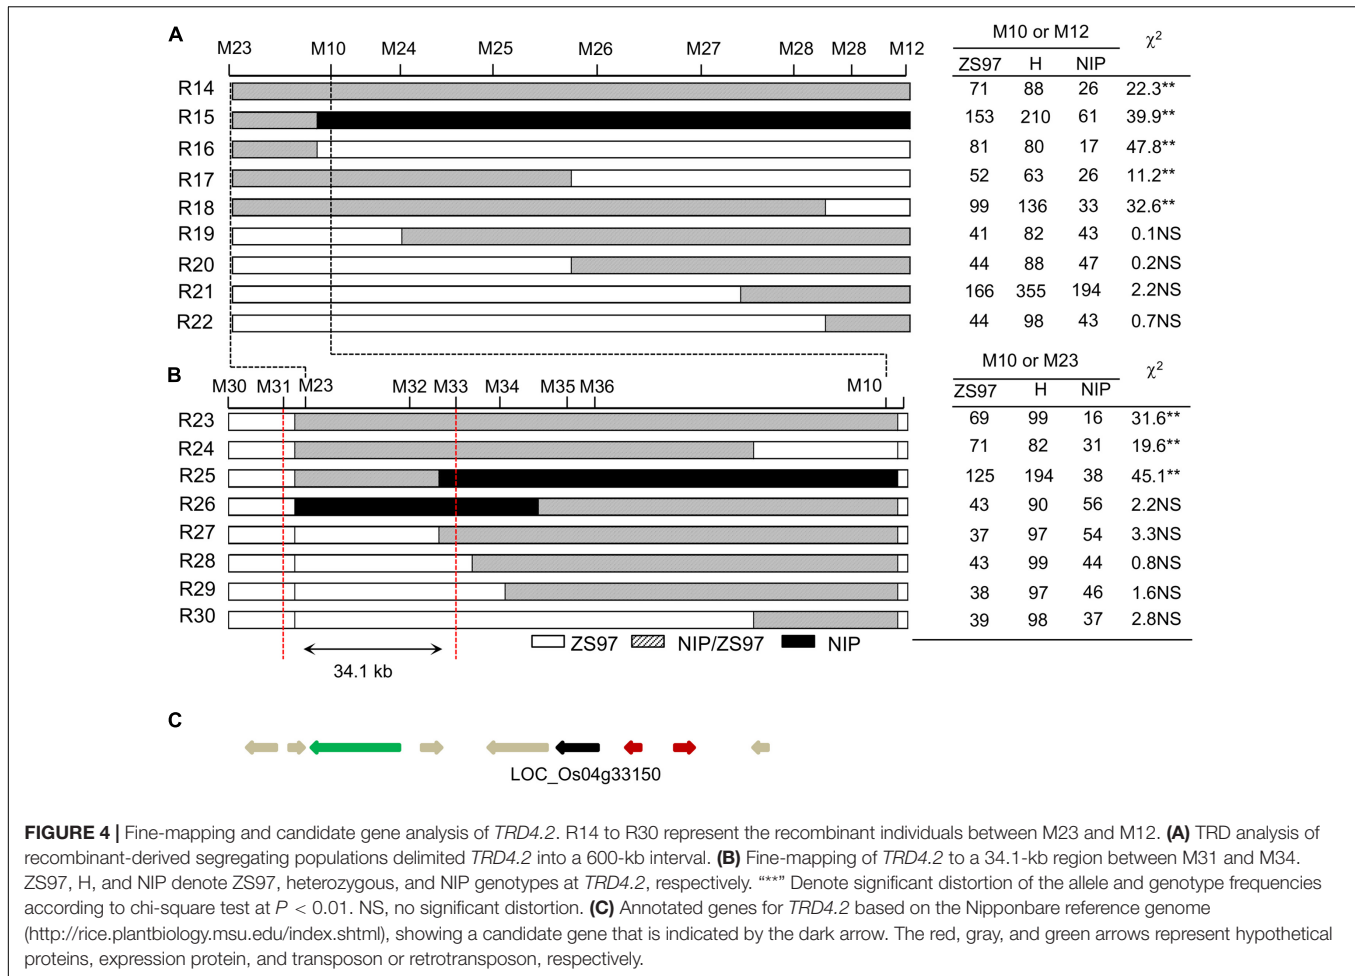 A
M23 M10 M24 M25 M26 M27 M28 M28 M12
M10 or M12 χ²
ZS97 H NIP
R14 71 88 26 22.3**
R15 153 210 61 39.9**
R16 81 80 17 47.8**
R17 52 63 26 11.2**
R18 99 136 33 32.6**
R19 41 82 43 0.1NS
R20 44 88 47 0.2NS
R21 166 355 194 2.2NS
R22 44 98 43 0.7NS
B
M30 M31 M23 M32 M33 M34 M35 M36 M10
M10 or M23 χ²
ZS97 H NIP
R23 69 99 16 31.6**
R24 71 82 31 19.6**
R25 125 194 38 45.1**
R26 43 90 56 2.2NS
R27 37 97 54 3.3NS
R28 43 99 44 0.8NS
R29 38 97 46 1.6NS
R30 39 98 37 2.8NS
ZS97 NIP/ZS97 NIP
34.1 kb
C
LOC_Os04g33150
FIGURE 4 | Fine-mapping and candidate gene analysis of TRD4.2. R14 to R30 represent the recombinant individuals between M23 and M12. (A) TRD analysis of
recombinant-derived segregating populations delimited TRD4.2 into a 600-kb interval. (B) Fine-mapping of TRD4.2 to a 34.1-kb region between M31 and M34.
ZS97, H, and NIP denote ZS97, heterozygous, and NIP genotypes at TRD4.2, respectively. “**” Denote significant distortion of the allele and genotype frequencies
according to chi-square test at P < 0.01. NS, no significant distortion. (C) Annotated genes for TRD4.2 based on the Nipponbare reference genome
(http://rice.plantbiology.msu.edu/index.shtml), showing a candidate gene that is indicated by the dark arrow. The red, gray, and green arrows represent hypothetical
proteins, expression protein, and transposon or retrotransposon, respectively.